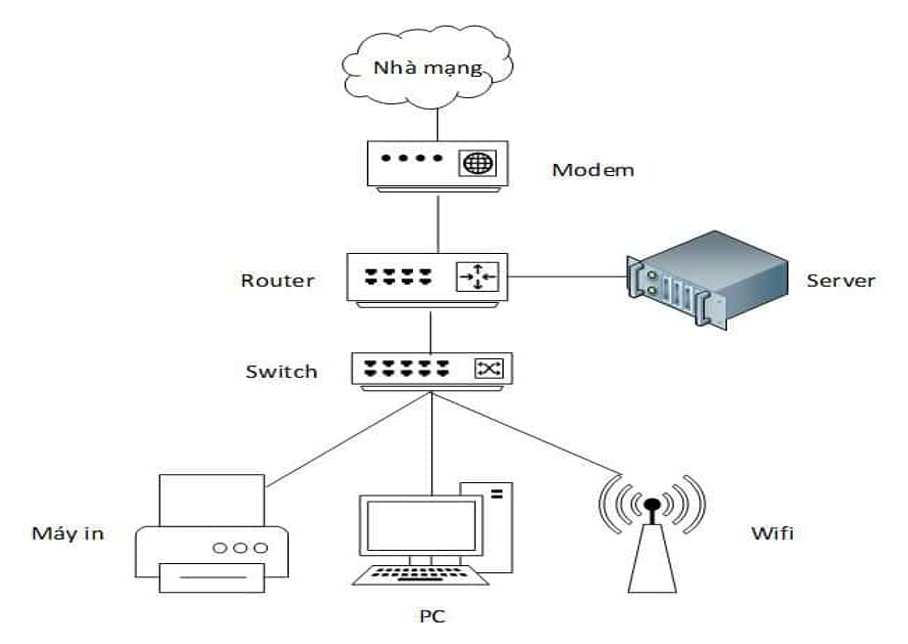 Nhà mạng
Modem
Router
Server
Switch
Máy in
Wifi
PC